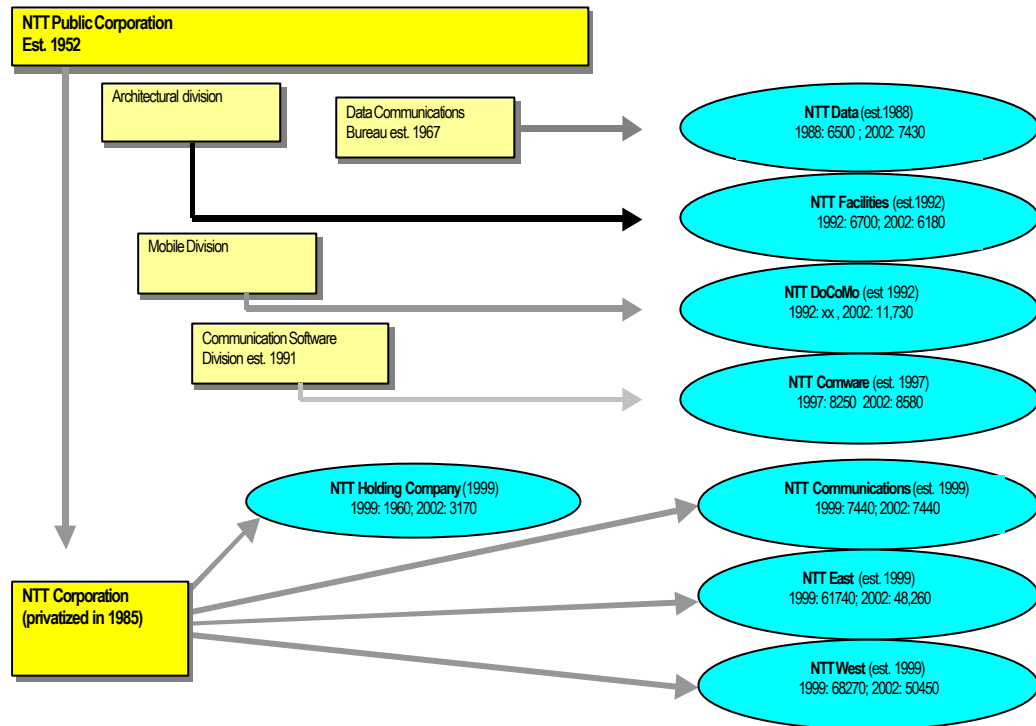 NTT Public Corporation
Est. 1952
Architectural division
Data Communications
Bureau est. 1967
NTT Data (est.1988)
1988: 6500 ; 2002: 7430
NTT Facilities (est.1992)
1992: 6700; 2002: 6180
Mobile Division
NTT DoCoMo (est 1992)
1992: xx , 2002: 11,730
Communication Software
Division est. 1991
NTT Comware (est. 1997)
1997: 8250 2002: 8580
NTT Holding Company (1999)
1999: 1960; 2002: 3170
NTT Communications (est. 1999)
1999: 7440; 2002: 7440
NTT Corporation
(privatized in 1985)
NTT East (est. 1999)
1999: 61740; 2002: 48,260
NTT West (est. 1999)
1999: 68270; 2002: 50450